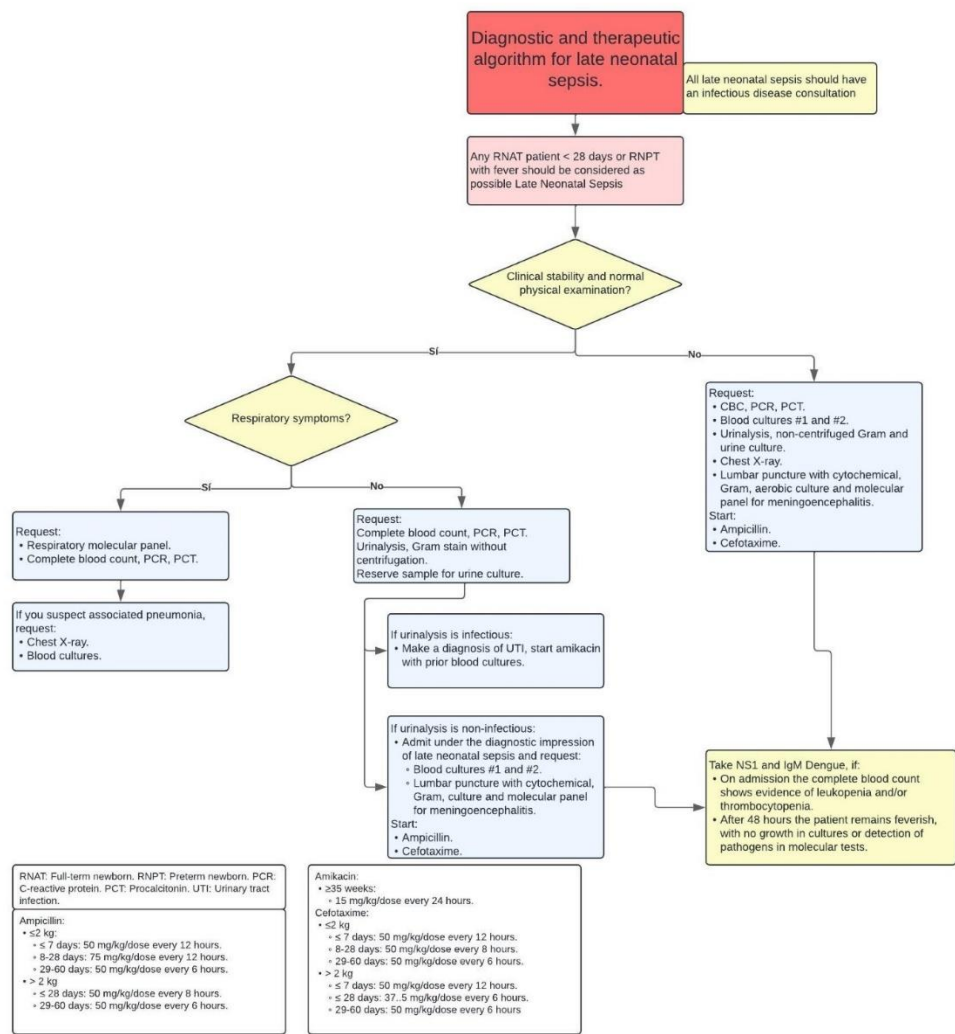 Diagnostic and therapeutic
algorithm for late neonatal
sepsis.
All late neonatal sepsis should have
an infectious disease consultation
Any RNAT patient < 28 days or RNPT
with fever should be considered as
possible Late Neonatal Sepsis
Clinical stability and normal
physical examination?
Sí
No
Respiratory symptoms?
Sí
No
Request:
• Respiratory molecular panel.
• Complete blood count, PCR, PCT.
If you suspect associated pneumonia,
request:
• Chest X-ray.
• Blood cultures.
Request:
Complete blood count, PCR, PCT.
Urinalysis, Gram stain without
centrifugation.
Reserve sample for urine culture.
If urinalysis is infectious:
• Make a diagnosis of UTI, start amikacin
with prior blood cultures.
If urinalysis is non-infectious:
• Admit under the diagnostic impression
of late neonatal sepsis and request:
◦ Blood cultures #1 and #2.
◦ Lumbar puncture with cytochemical,
Gram, culture and molecular panel
for meningoencephalitis.
Start:
• Ampicillin.
• Cefotaxime.
Request:
• CBC, PCR, PCT.
• Blood cultures #1 and #2.
• Urinalysis, non-centrifuged Gram and
urine culture.
• Chest X-ray.
• Lumbar puncture with cytochemical,
Gram, aerobic culture and molecular
panel for meningoencephalitis.
Start:
• Ampicillin.
• Cefotaxime.
Take NS1 and IgM Dengue, if:
• On admission the complete blood count
shows evidence of leukopenia and/or
thrombocytopenia.
• After 48 hours the patient remains feverish,
with no growth in cultures or detection of
pathogens in molecular tests.
RNAT: Full-term newborn. RNPT: Preterm newborn. PCR:
C-reactive protein. PCT: Procalcitonin. UTI: Urinary tract
infection.
Ampicillin:
• ≤2 kg:
◦ ≤ 7 days: 50 mg/kg/dose every 12 hours.
◦ 8-28 days: 75 mg/kg/dose every 12 hours.
◦ 29-60 days: 50 mg/kg/dose every 6 hours.
• > 2 kg
◦ ≤ 28 days: 50 mg/kg/dose every 8 hours.
◦ 29-60 days: 50 mg/kg/dose every 6 hours.
Amikacin:
• ≥35 weeks:
◦ 15 mg/kg/dose every 24 hours.
Cefotaxime:
• ≤2 kg
◦ ≤ 7 days: 50 mg/kg/dose every 12 hours.
◦ 8-28 days: 50 mg/kg/dose every 8 hours.
◦ 29-60 days: 50 mg/kg/dose every 6 hours.
• > 2 kg
◦ ≤ 7 days: 50 mg/kg/dose every 12 hours.
◦ ≤ 28 days: 37..5 mg/kg/dose every 6 hours.
◦ 29-60 days: 50 mg/kg/dose every 6 hours